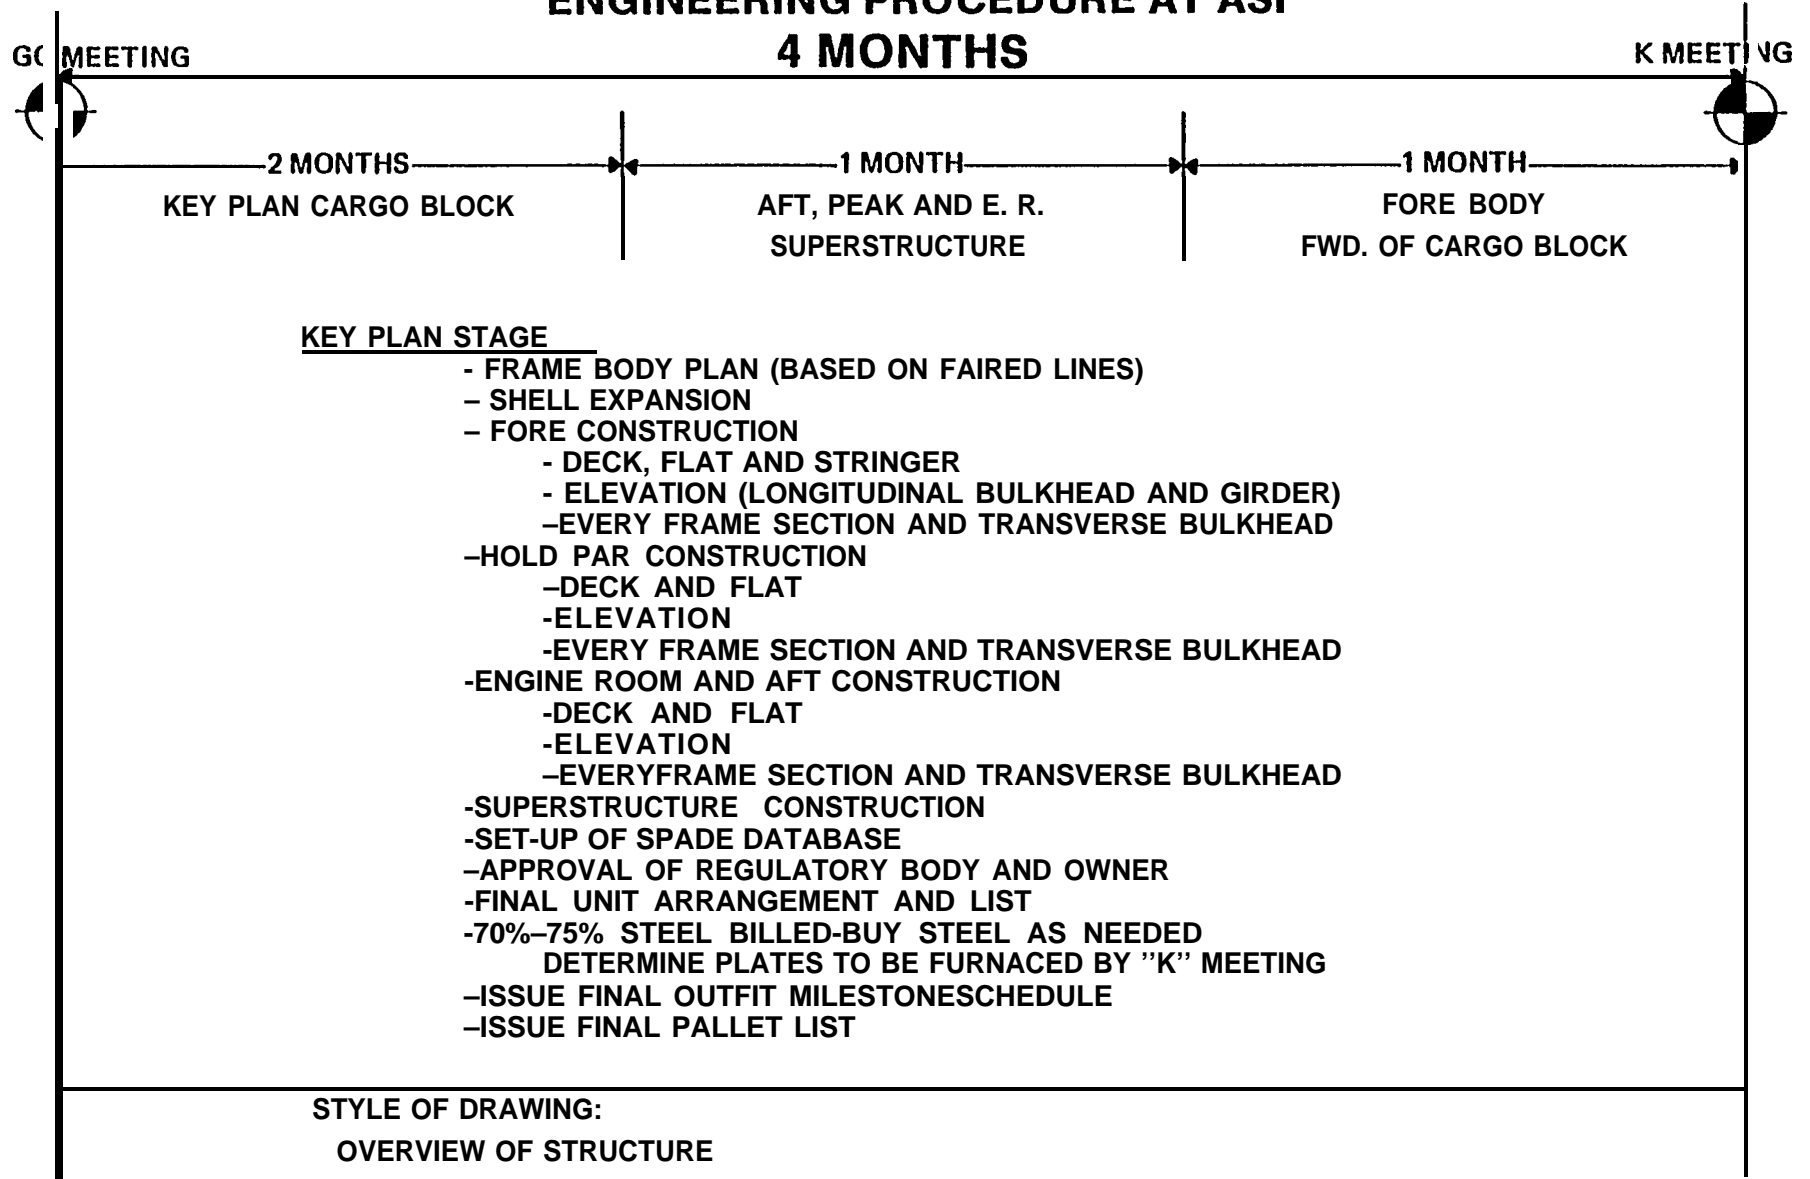 ENGINEERING PROCEDURE AT ASI
GO MEETING 4 MONTHS K MEETING
2 MONTHS 1 MONTH 1 MONTH
KEY PLAN CARGO BLOCK AFT, PEAK AND E. R. FORE BODY
SUPERSTRUCTURE FWD. OF CARGO BLOCK
KEY PLAN STAGE
- FRAME BODY PLAN (BASED ON FAIRED LINES)
– SHELL EXPANSION
– FORE CONSTRUCTION
- DECK, FLAT AND STRINGER
- ELEVATION (LONGITUDINAL BULKHEAD AND GIRDER)
–EVERY FRAME SECTION AND TRANSVERSE BULKHEAD
–HOLD PAR CONSTRUCTION
–DECK AND FLAT
-ELEVATION
-EVERY FRAME SECTION AND TRANSVERSE BULKHEAD
-ENGINE ROOM AND AFT CONSTRUCTION
-DECK AND FLAT
-ELEVATION
–EVERYFRAME SECTION AND TRANSVERSE BULKHEAD
-SUPERSTRUCTURE CONSTRUCTION
-SET-UP OF SPADE DATABASE
–APPROVAL OF REGULATORY BODY AND OWNER
-FINAL UNIT ARRANGEMENT AND LIST
-70%–75% STEEL BILLED-BUY STEEL AS NEEDED
DETERMINE PLATES TO BE FURNACED BY ''K'' MEETING
–ISSUE FINAL OUTFIT MILESTONESCHEDULE
–ISSUE FINAL PALLET LIST
STYLE OF DRAWING:
OVERVIEW OF STRUCTURE